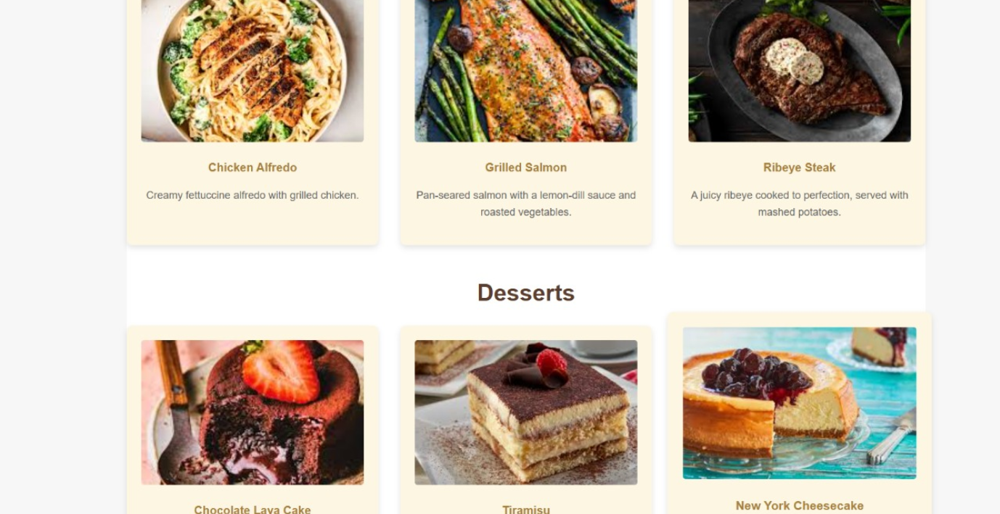 Chicken Alfredo
Creamy fettuccine alfredo with grilled chicken.
Grilled Salmon
Pan-seared salmon with a lemon-dill sauce and
roasted vegetables.
Ribeye Steak
A juicy ribeye cooked to perfection, served with
mashed potatoes.
Desserts
Chocolate Lava Cake
Tiramisu
New York Cheesecake